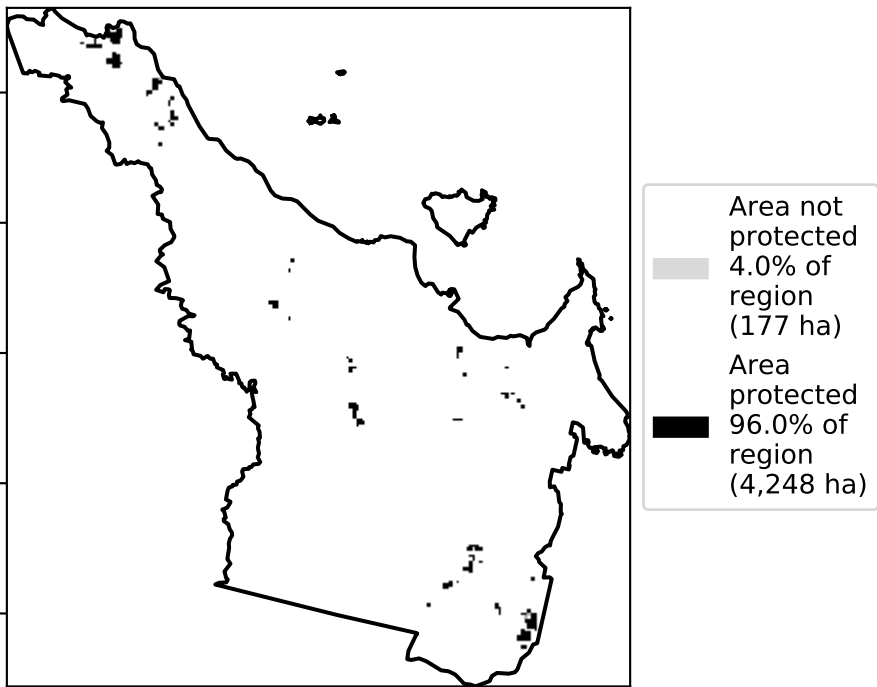 Area not
protected
4.0% of
region
(177 ha)
Area
protected
96.0% of
region
(4,248 ha)